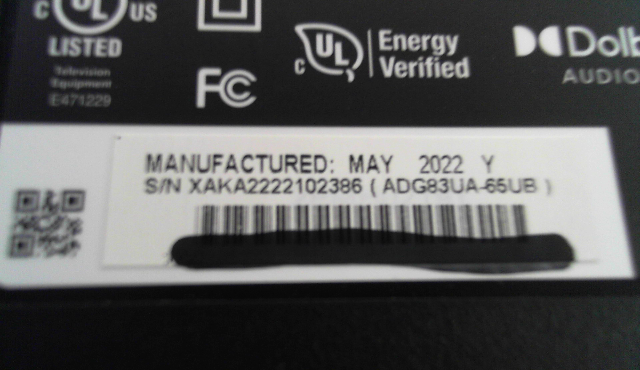 C UL US
LISTED
Television
Equipment
E471229
FC
C UL
Energy
Verified
Dolb
AUDIO
MANUFACTURED: MAY 2022 Y
S/N XAKA2222102386 ( ADG83UA-65UB )